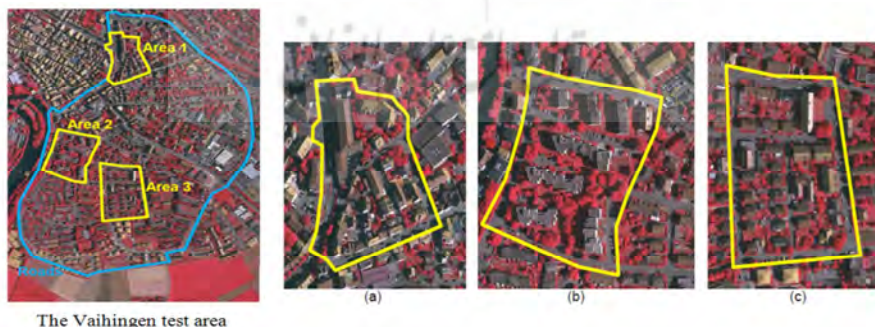 Area 1
Area 2
Area 3
Roads
The Vaihingen test area
(a)
(b)
(c)